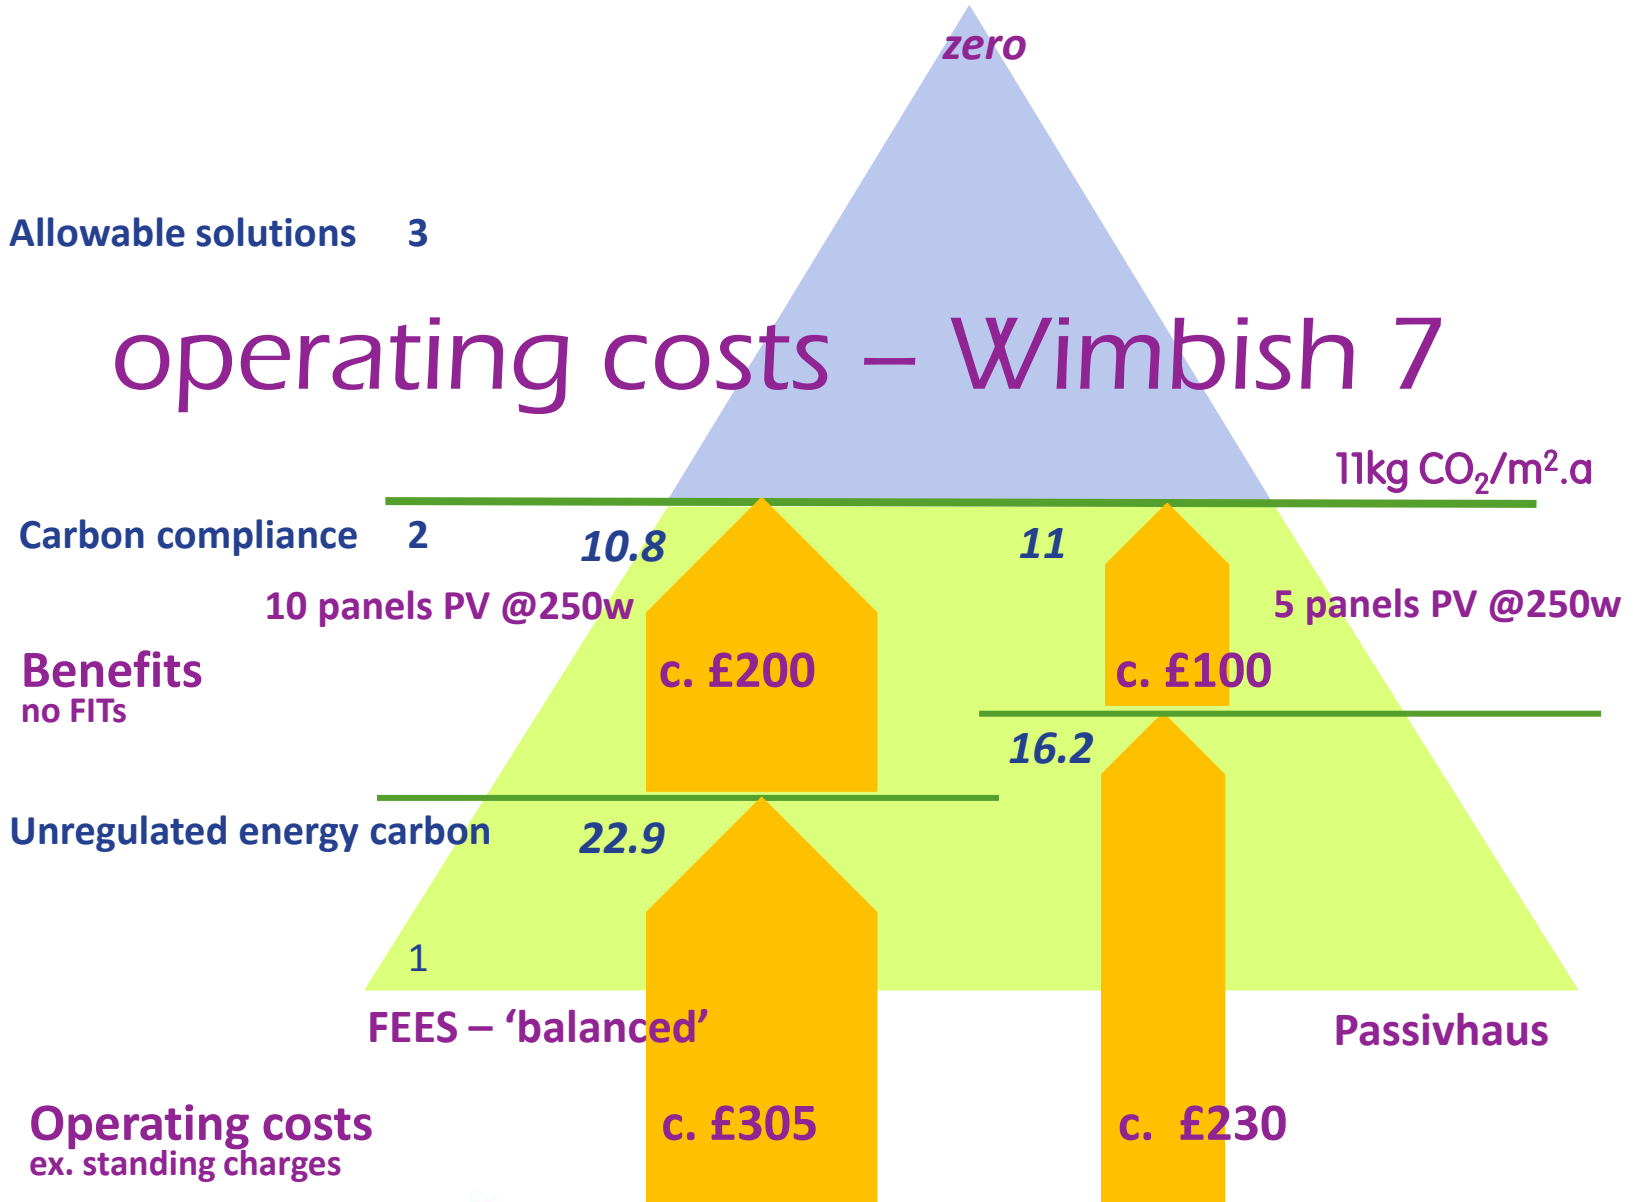 zero
Allowable solutions 3
operating costs – Wimbish 7
11kg CO₂/m².a
Carbon compliance 2
10.8
11
10 panels PV @250w
5 panels PV @250w
Benefits
c. £200
c. £100
no FITs
16.2
Unregulated energy carbon
22.9
1
FEES – ‘balanced’
Passivhaus
Operating costs
c. £305
c. £230
ex. standing charges